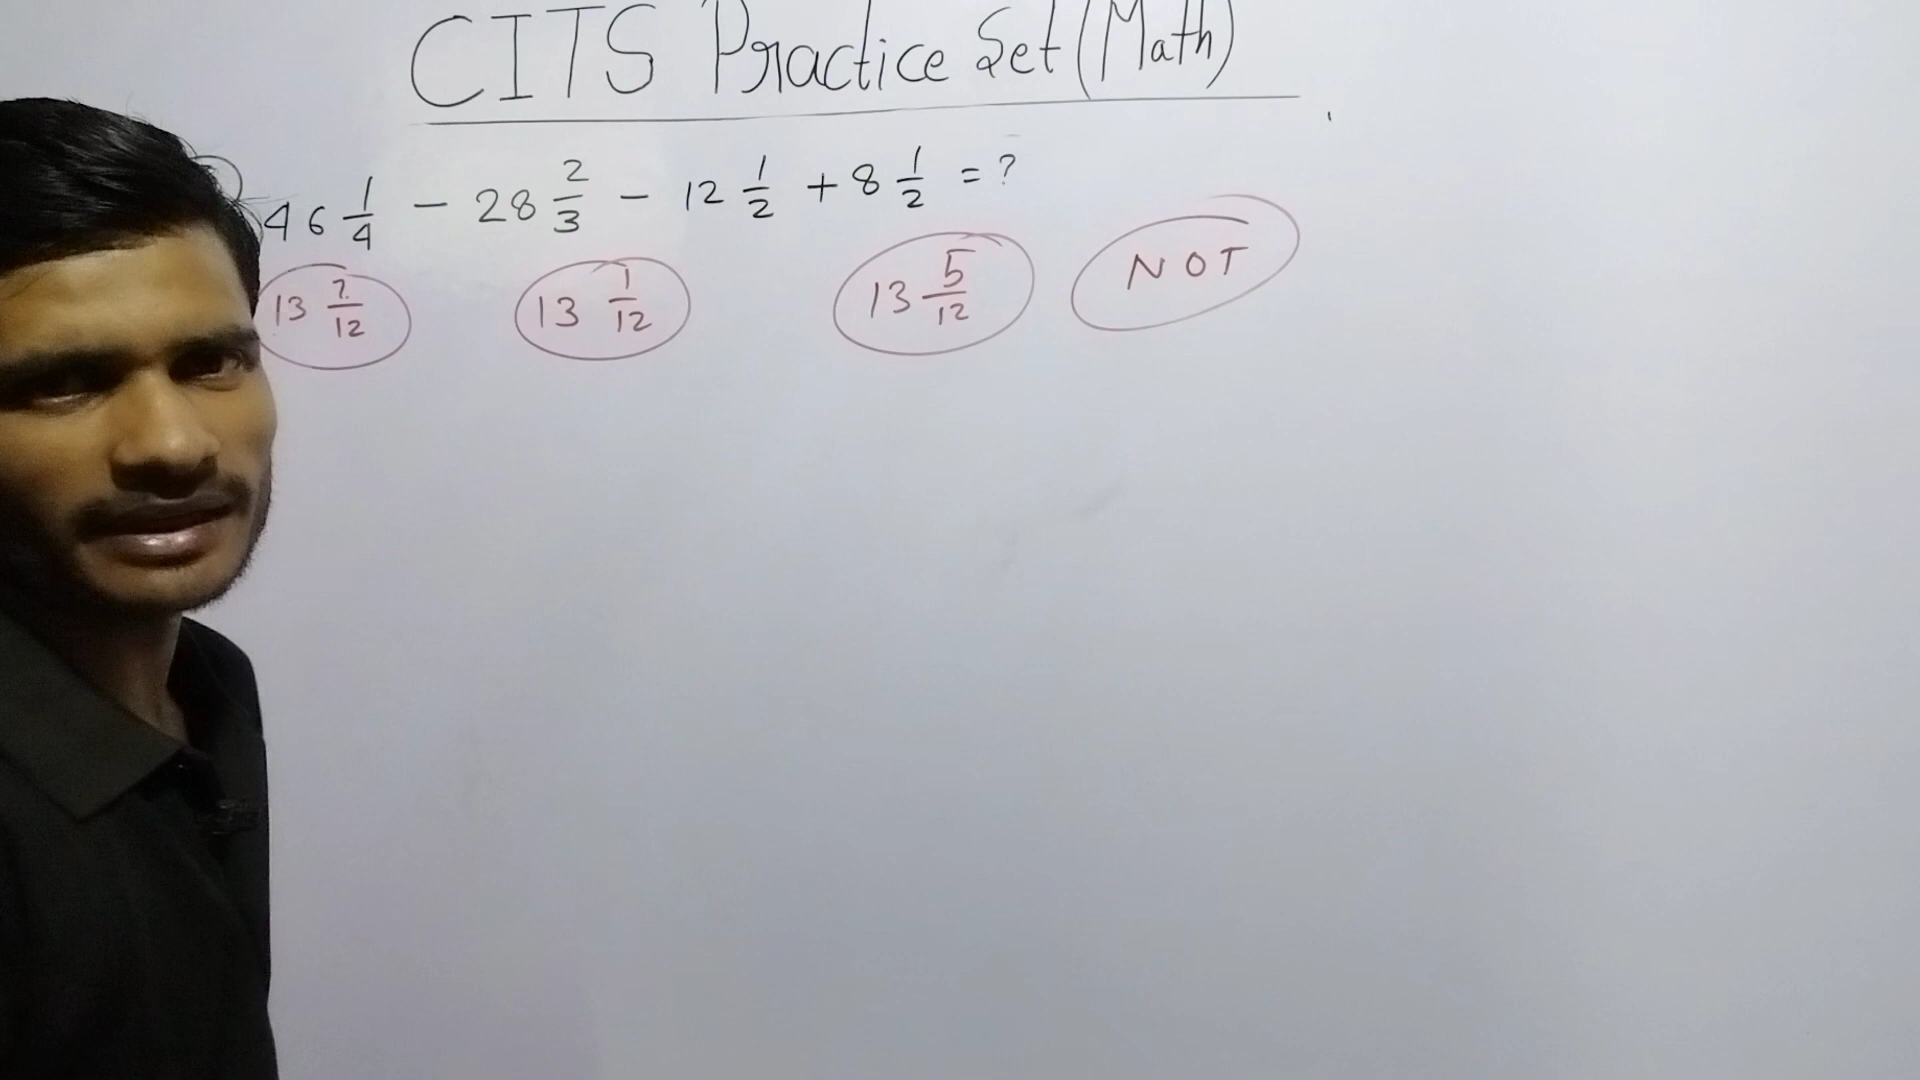 CITS Practice Set (Math)
46 1/4 - 28 2/3 - 12 1/2 + 8 1/2 = ?
13 7/12 13 1/12 13 5/12 NOT